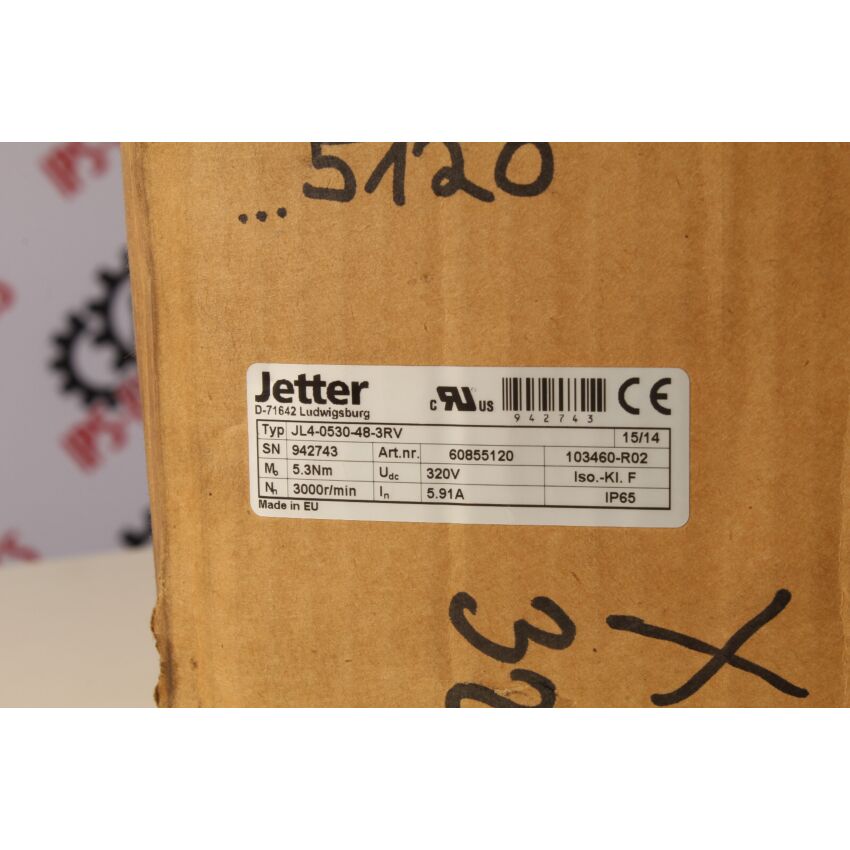 ...5120
Jetter
D-71642 Ludwigsburg
c RU us
942743
CE
Typ JL4-0530-48-3RV 15/14
SN 942743 Art.nr. 60855120 103460-R02
M₀ 5.3Nm Udc 320V Iso.-Kl. F
Nn 3000r/min In 5.91A IP65
Made in EU
X